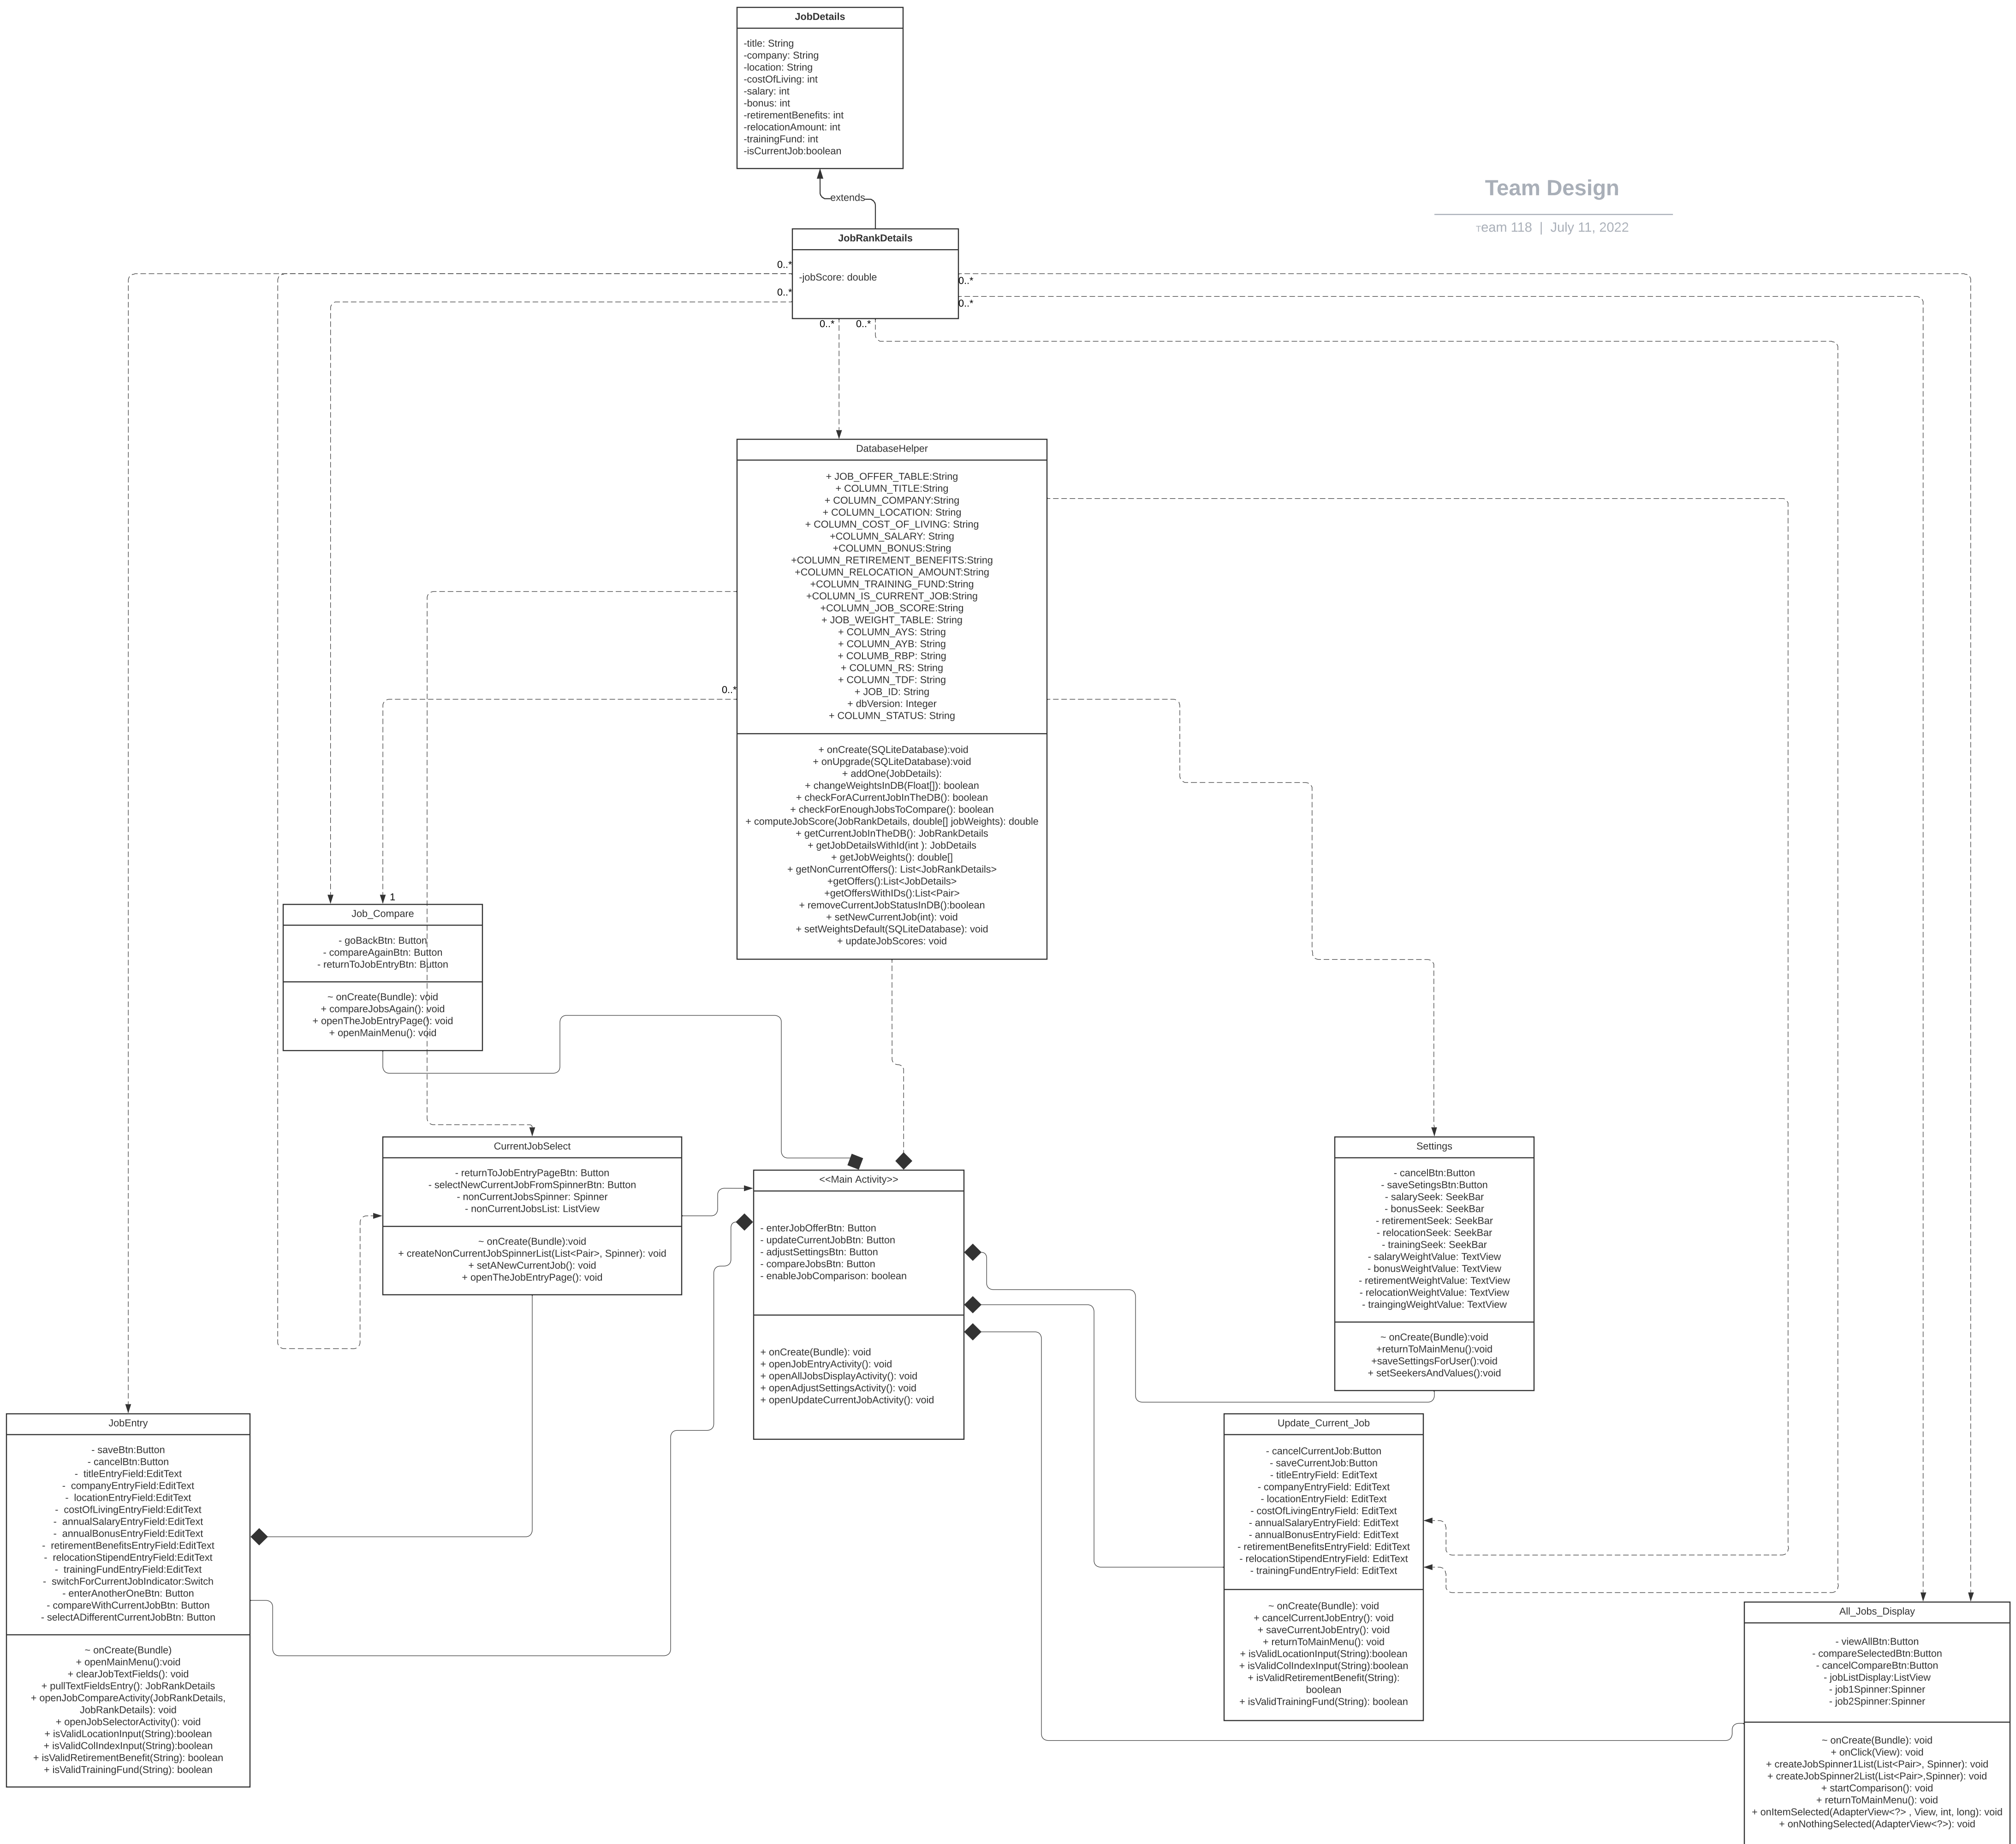 JobDetails
-title: String
-company: String
-location: String
-costOfLiving: int
-salary: int
-bonus: int
-retirementBenefits: int
-relocationAmount: int
-trainingFund: int
-isCurrentJob:boolean
extends
Team Design
Team 118 | July 11, 2022
JobRankDetails
-jobScore: double
0..*
0..*
0..*
0..*
0..*
0..*
DatabaseHelper
+ JOB_OFFER_TABLE:String
+ COLUMN_TITLE:String
+ COLUMN_COMPANY:String
+ COLUMN_LOCATION: String
+ COLUMN_COST_OF_LIVING: String
+COLUMN_SALARY: String
+COLUMN_BONUS:String
+COLUMN_RETIREMENT_BENEFITS:String
+COLUMN_RELOCATION_AMOUNT:String
+COLUMN_TRAINING_FUND:String
+COLUMN_IS_CURRENT_JOB:String
+COLUMN_JOB_SCORE:String
+ JOB_WEIGHT_TABLE: String
+ COLUMN_AYS: String
+ COLUMN_AYB: String
+ COLUMB_RBP: String
+ COLUMN_RS: String
+ COLUMN_TDF: String
+ JOB_ID: String
+ dbVersion: Integer
+ COLUMN_STATUS: String
+ onCreate(SQLiteDatabase):void
+ onUpgrade(SQLiteDatabase):void
+ addOne(JobDetails):
+ changeWeightsInDB(Float[]): boolean
+ checkForACurrentJobInTheDB(): boolean
+ checkForEnoughJobsToCompare(): boolean
+ computeJobScore(JobRankDetails, double[] jobWeights): double
+ getCurrentJobInTheDB(): JobRankDetails
+ getJobDetailsWithId(int ): JobDetails
+ getJobWeights(): double[]
+ getNonCurrentOffers(): List<JobRankDetails>
+getOffers():List<JobDetails>
+getOffersWithIDs():List<Pair>
+ removeCurrentJobStatusInDB():boolean
+ setNewCurrentJob(int): void
+ setWeightsDefault(SQLiteDatabase): void
+ updateJobScores: void
0..*
1
Job_Compare
- goBackBtn: Button
- compareAgainBtn: Button
- returnToJobEntryBtn: Button
~ onCreate(Bundle): void
+ compareJobsAgain(): void
+ openTheJobEntryPage(): void
+ openMainMenu(): void
CurrentJobSelect
- returnToJobEntryPageBtn: Button
- selectNewCurrentJobFromSpinnerBtn: Button
- nonCurrentJobsSpinner: Spinner
- nonCurrentJobsList: ListView
~ onCreate(Bundle):void
+ createNonCurrentJobSpinnerList(List<Pair>, Spinner): void
+ setANewCurrentJob(): void
+ openTheJobEntryPage(): void
<<Main Activity>>
- enterJobOfferBtn: Button
- updateCurrentJobBtn: Button
- adjustSettingsBtn: Button
- compareJobsBtn: Button
- enableJobComparison: boolean
+ onCreate(Bundle): void
+ openJobEntryActivity(): void
+ openAllJobsDisplayActivity(): void
+ openAdjustSettingsActivity(): void
+ openUpdateCurrentJobActivity(): void
Settings
- cancelBtn:Button
- saveSetingsBtn:Button
- salarySeek: SeekBar
- bonusSeek: SeekBar
- retirementSeek: SeekBar
- relocationSeek: SeekBar
- trainingSeek: SeekBar
- salaryWeightValue: TextView
- bonusWeightValue: TextView
- retirementWeightValue: TextView
- relocationWeightValue: TextView
- traingingWeightValue: TextView
~ onCreate(Bundle):void
+returnToMainMenu():void
+saveSettingsForUser():void
+ setSeekersAndValues():void
JobEntry
- saveBtn:Button
- cancelBtn:Button
- titleEntryField:EditText
- companyEntryField:EditText
- locationEntryField:EditText
- costOfLivingEntryField:EditText
- annualSalaryEntryField:EditText
- annualBonusEntryField:EditText
- retirementBenefitsEntryField:EditText
- relocationStipendEntryField:EditText
- trainingFundEntryField:EditText
- switchForCurrentJobIndicator:Switch
- enterAnotherOneBtn: Button
- compareWithCurrentJobBtn: Button
- selectADifferentCurrentJobBtn: Button
~ onCreate(Bundle)
+ openMainMenu():void
+ clearJobTextFields(): void
+ pullTextFieldsEntry(): JobRankDetails
+ openJobCompareActivity(JobRankDetails,
JobRankDetails): void
+ openJobSelectorActivity(): void
+ isValidLocationInput(String):boolean
+ isValidColIndexInput(String):boolean
+ isValidRetirementBenefit(String): boolean
+ isValidTrainingFund(String): boolean
Update_Current_Job
- cancelCurrentJob:Button
- saveCurrentJob:Button
- titleEntryField: EditText
- companyEntryField: EditText
- locationEntryField: EditText
- costOfLivingEntryField: EditText
- annualSalaryEntryField: EditText
- annualBonusEntryField: EditText
- retirementBenefitsEntryField: EditText
- relocationStipendEntryField: EditText
- trainingFundEntryField: EditText
~ onCreate(Bundle): void
+ cancelCurrentJobEntry(): void
+ saveCurrentJobEntry(): void
+ returnToMainMenu(): void
+ isValidLocationInput(String):boolean
+ isValidColIndexInput(String):boolean
+ isValidRetirementBenefit(String):
boolean
+ isValidTrainingFund(String): boolean
All_Jobs_Display
- viewAllBtn:Button
- compareSelectedBtn:Button
- cancelCompareBtn:Button
- jobListDisplay:ListView
- job1Spinner:Spinner
- job2Spinner:Spinner
~ onCreate(Bundle): void
+ onClick(View): void
+ createJobSpinner1List(List<Pair>, Spinner): void
+ createJobSpinner2List(List<Pair>,Spinner): void
+ startComparison(): void
+ returnToMainMenu(): void
+ onItemSelected(AdapterView<?> , View, int, long): void
+ onNothingSelected(AdapterView<?>): void